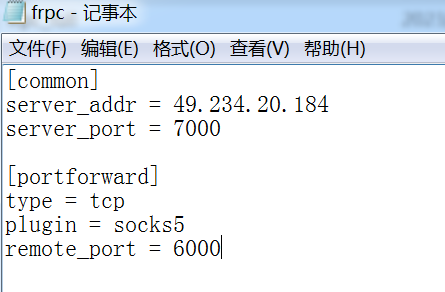 frpc - 记事本
文件(F) 编辑(E) 格式(O) 查看(V) 帮助(H)
[common]
server_addr = 49.234.20.184
server_port = 7000
[portforward]
type = tcp
plugin = socks5
remote_port = 6000